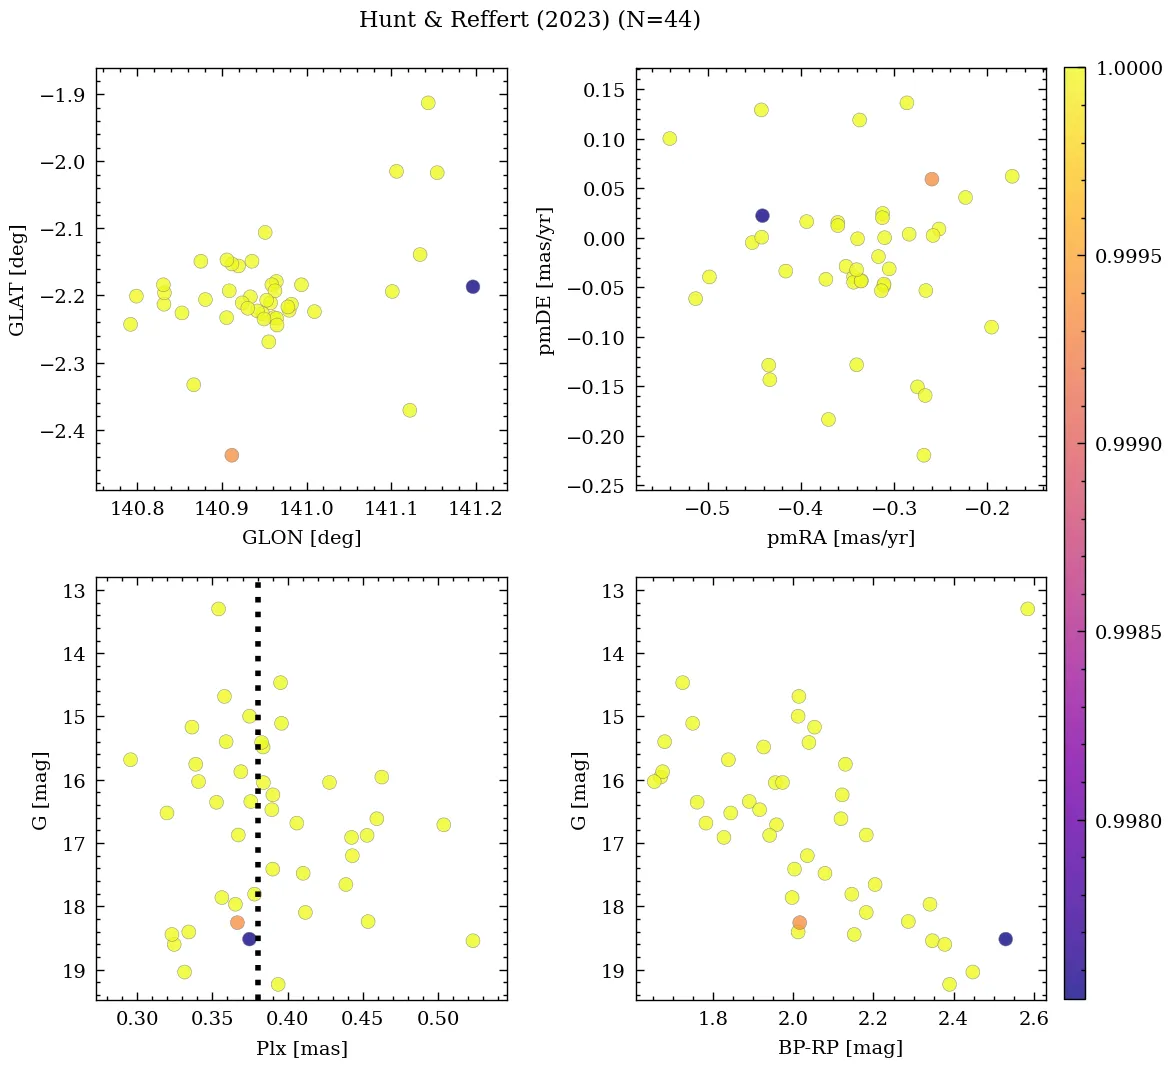 Hunt & Reffert (2023) (N=44)
−1.9
−2.0
−2.1
−2.2
−2.3
−2.4
GLAT [deg]
140.8 140.9 141.0 141.1 141.2
GLON [deg]
0.15
0.10
0.05
0.00
−0.05
−0.10
−0.15
−0.20
−0.25
pmDE [mas/yr]
−0.5 −0.4 −0.3 −0.2
pmRA [mas/yr]
13
14
15
16
17
18
19
G [mag]
0.30 0.35 0.40 0.45 0.50
Plx [mas]
13
14
15
16
17
18
19
G [mag]
1.8 2.0 2.2 2.4 2.6
BP-RP [mag]
1.0000
0.9995
0.9990
0.9985
0.9980